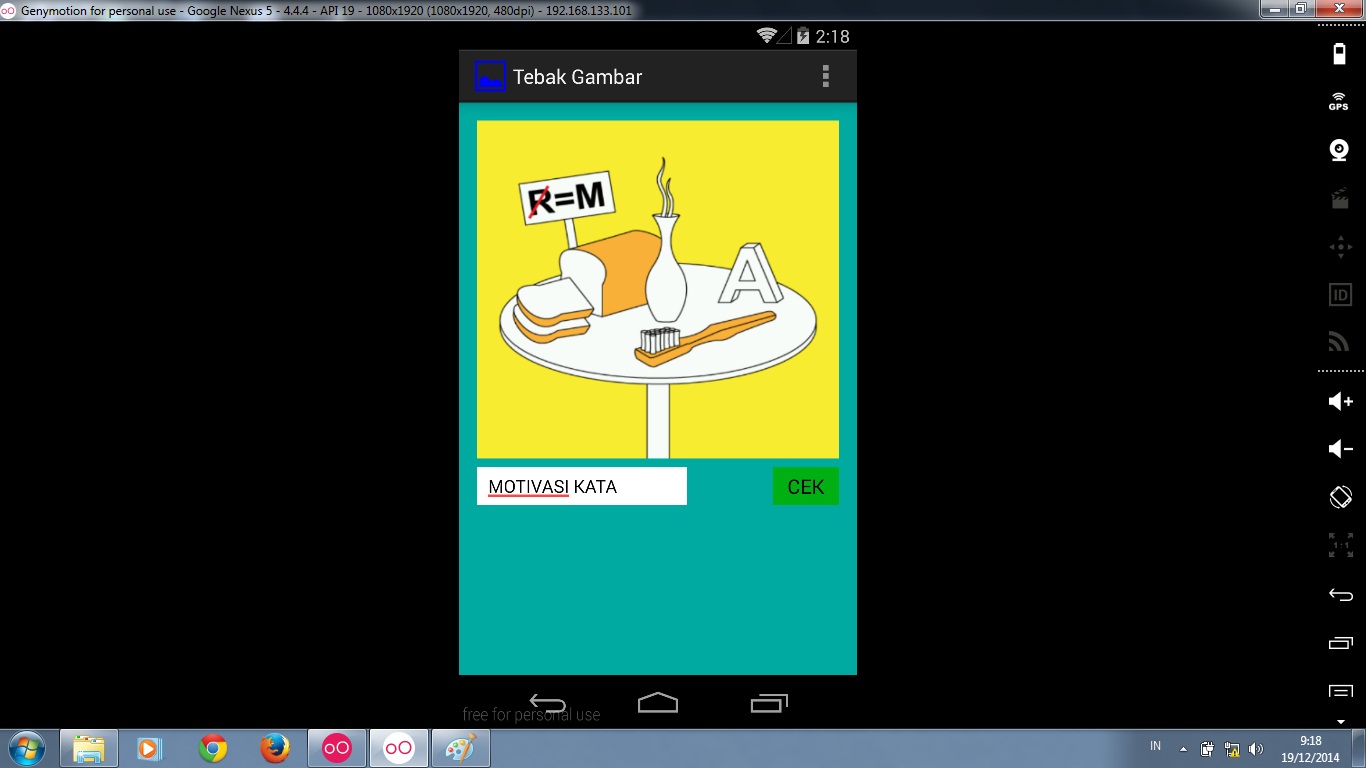 Genymotion for personal use - Google Nexus 5 - 4.4.4 - API 19 - 1080x1920 (1080x1920, 480dpi) - 192.168.133.101
2:18
Tebak Gambar
GPS
R=M
A
ID
MOTIVASI KATA
CEK
1:1
free for personal use
IN
9:18
19/12/2014